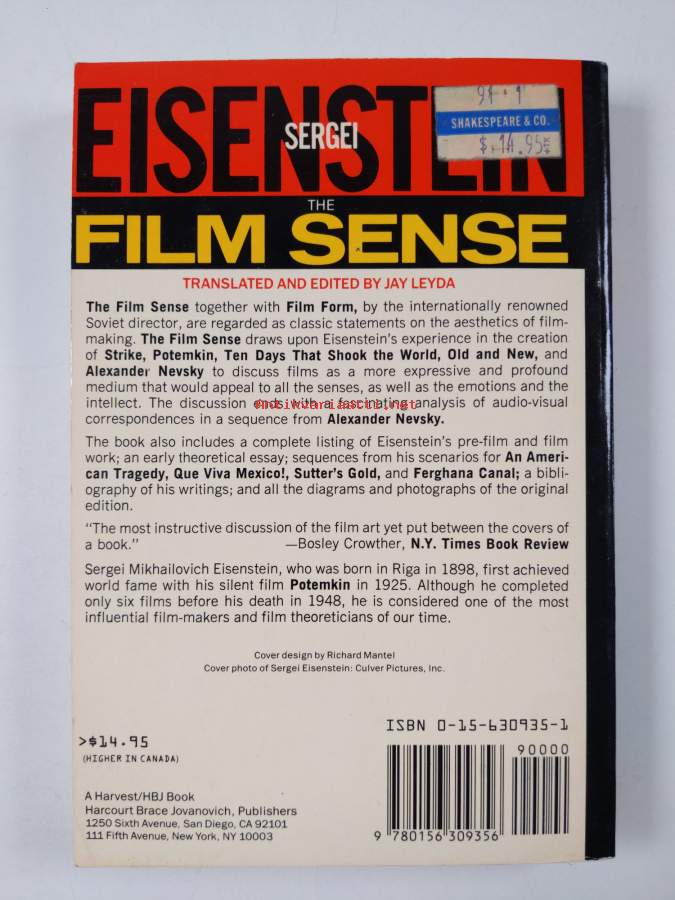 EISENSTEIN
SERGEI
91 · 1
SHAKESPEARE & CO.
$ 14.95
THE
FILM SENSE
TRANSLATED AND EDITED BY JAY LEYDA
The Film Sense together with Film Form, by the internationally renowned
Soviet director, are regarded as classic statements on the aesthetics of film-
making. The Film Sense draws upon Eisenstein's experience in the creation
of Strike, Potemkin, Ten Days That Shook the World, Old and New, and
Alexander Nevsky to discuss films as a more expressive and profound
medium that would appeal to all the senses, as well as the emotions and the
intellect. The discussion ends with a fascinating analysis of audio-visual
Antikvariaatti.net
correspondences in a sequence from Alexander Nevsky.
The book also includes a complete listing of Eisenstein's pre-film and film
work; an early theoretical essay; sequences from his scenarios for An Ameri-
can Tragedy, Que Viva Mexico!, Sutter's Gold, and Ferghana Canal; a bibli-
ography of his writings; and all the diagrams and photographs of the original
edition.
"The most instructive discussion of the film art yet put between the covers of
a book." —Bosley Crowther, N.Y. Times Book Review
Sergei Mikhailovich Eisenstein, who was born in Riga in 1898, first achieved
world fame with his silent film Potemkin in 1925. Although he completed
only six films before his death in 1948, he is considered one of the most
influential film-makers and film theoreticians of our time.
Cover design by Richard Mantel
Cover photo of Sergei Eisenstein: Culver Pictures, Inc.
ISBN 0-15-630935-1
>$14.95
(HIGHER IN CANADA)
90000
A Harvest/HBJ Book
Harcourt Brace Jovanovich, Publishers
1250 Sixth Avenue, San Diego, CA 92101
111 Fifth Avenue, New York, NY 10003
9 780156 309356